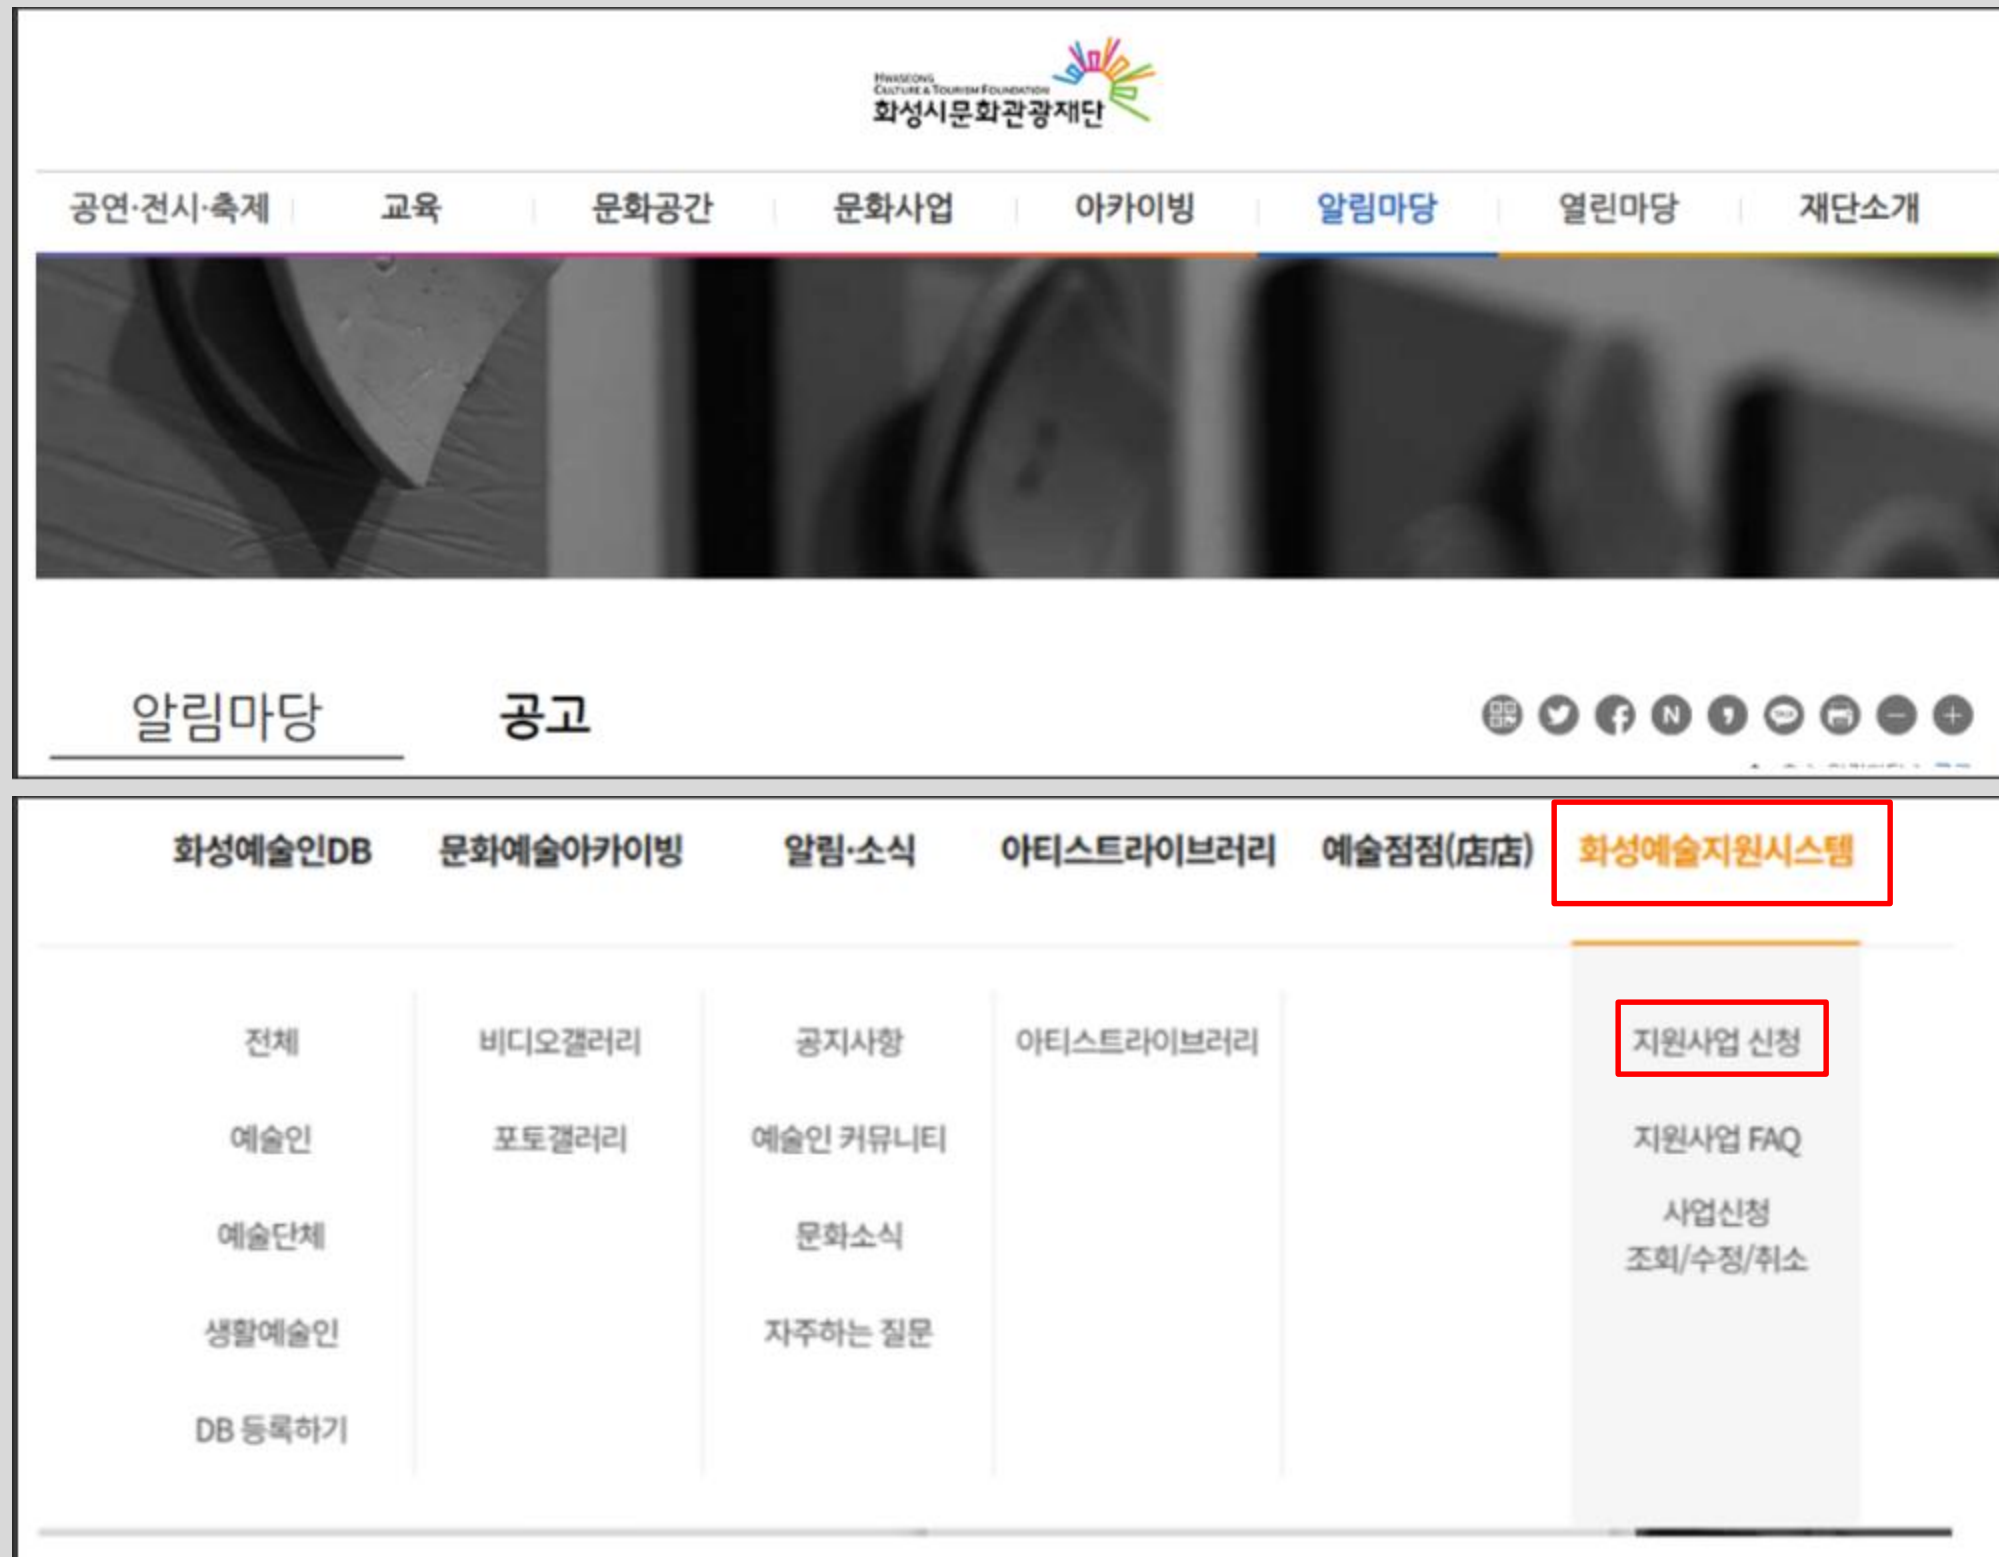 HWASEONG
CULTURE & TOURISM FOUNDATION
화성시문화관광재단
공연·전시·축제 교육 문화공간 문화사업 아카이빙 알림마당 열린마당 재단소개
알림마당 공고
화성예술인DB 문화예술아카이빙 알림·소식 아티스트라이브러리 예술점점(店店) 화성예술지원시스템
전체 비디오갤러리 공지사항 아티스트라이브러리 지원사업 신청
예술인 포토갤러리 예술인 커뮤니티 지원사업 FAQ
예술단체 문화소식 사업신청
조회/수정/취소
생활예술인 자주하는 질문
DB 등록하기